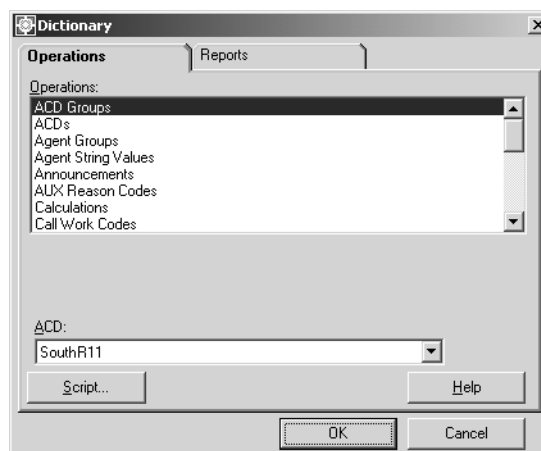 Dictionary
Operations
Reports
Operations:
ACD Groups
ACDs
Agent Groups
Agent String Values
Announcements
AUX Reason Codes
Calculations
Call Work Codes
ACD:
SouthR11
Script...
Help
OK
Cancel